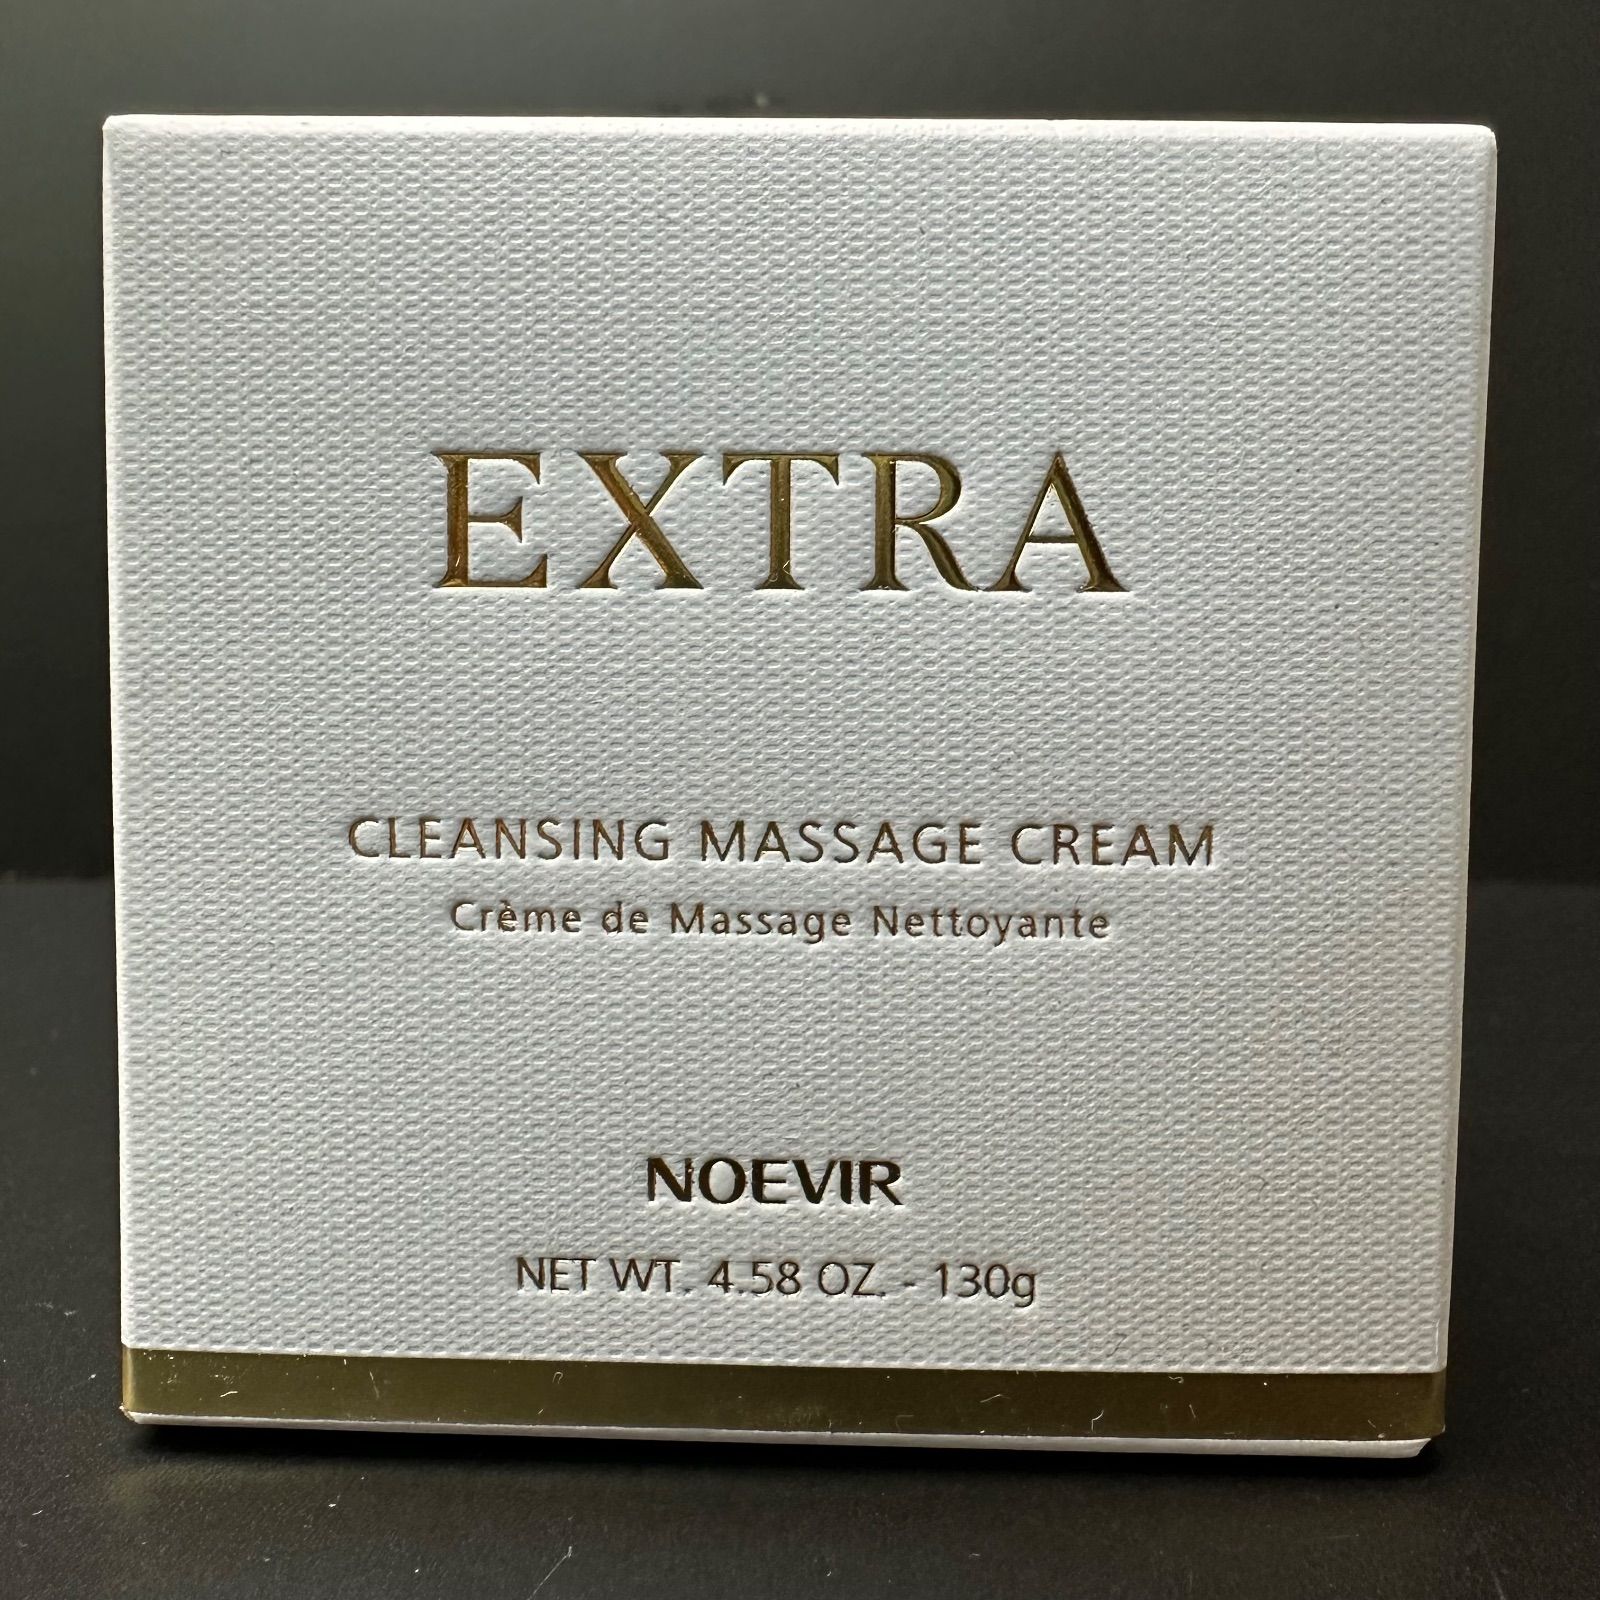 EXTRA
CLEANSING MASSAGE CREAM
Crème de Massage Nettoyante
NOEVIR
NET WT. 4.58 OZ. - 130g